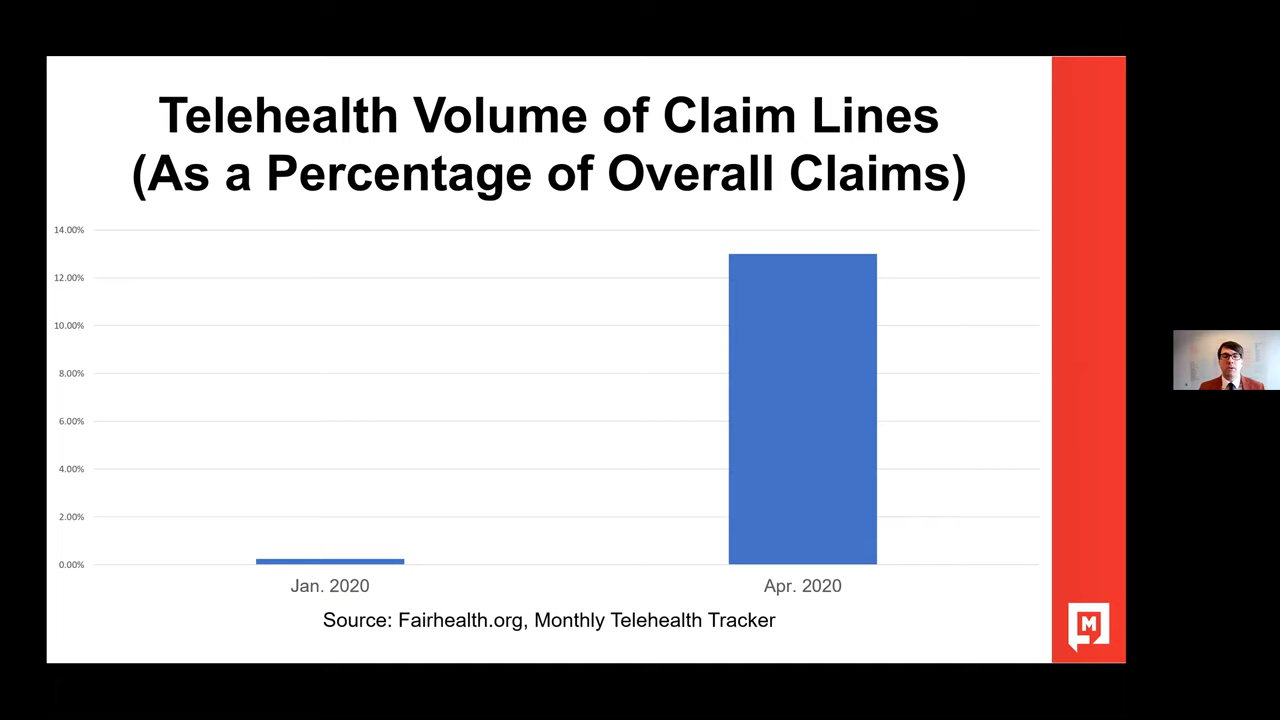 Telehealth Volume of Claim Lines
(As a Percentage of Overall Claims)
14.00%
12.00%
10.00%
8.00%
6.00%
4.00%
2.00%
0.00%
Jan. 2020
Apr. 2020
Source: Fairhealth.org, Monthly Telehealth Tracker
M